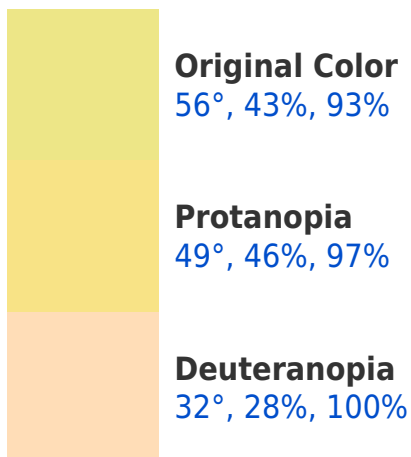 Original Color
56°, 43%, 93%
Protanopia
49°, 46%, 97%
Deuteranopia
32°, 28%, 100%